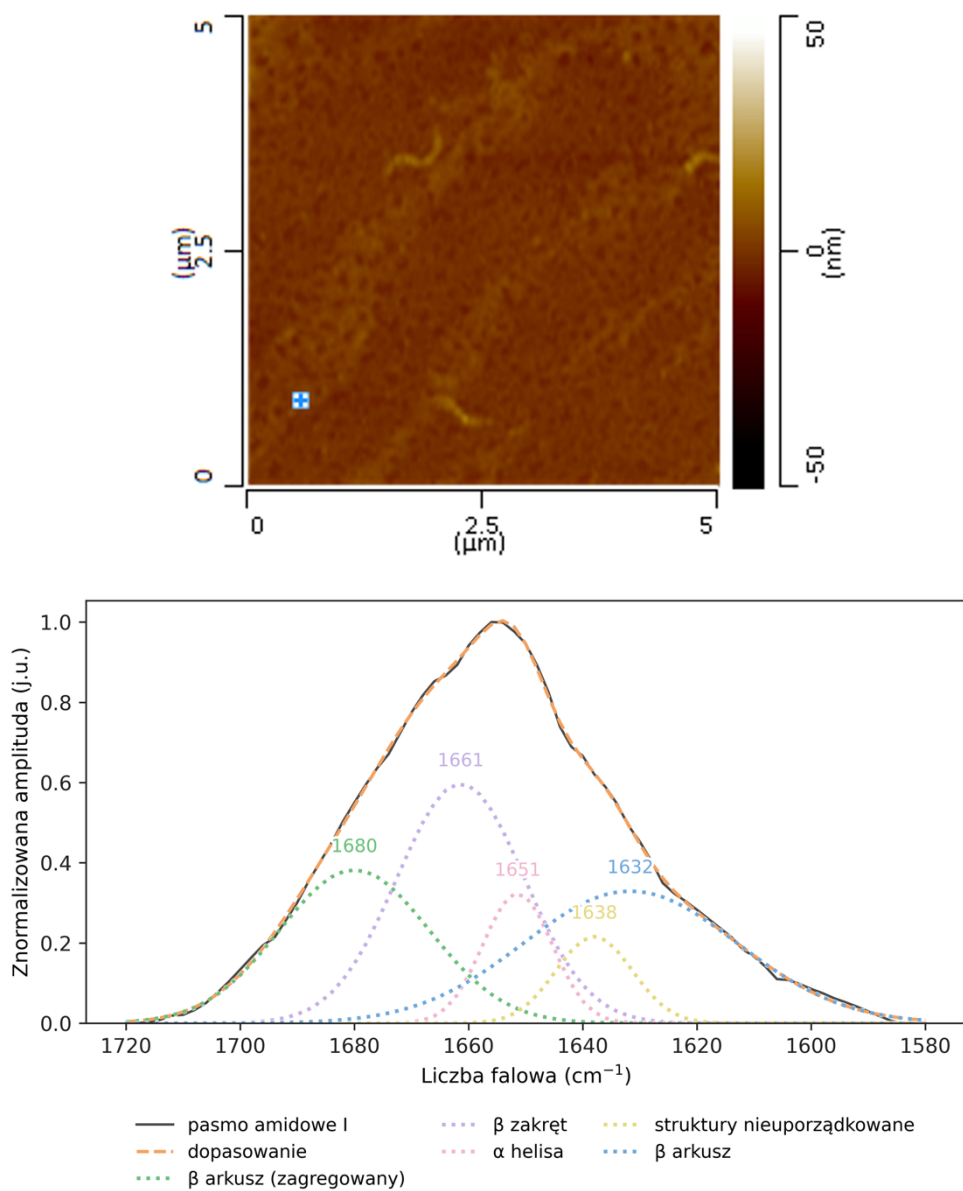 5
2.5
(µm)
0
0
2.5
5
(µm)
50
0
(nm)
-50
1.0
0.8
0.6
0.4
0.2
0.0
Znormalizowana amplituda (j.u.)
1661
1680
1651
1632
1638
1720 1700 1680 1660 1640 1620 1600 1580
Liczba falowa (cm⁻¹)
pasmo amidowe I
dopasowanie
β arkusz (zagregowany)
β zakręt
α helisa
struktury nieuporządkowane
β arkusz